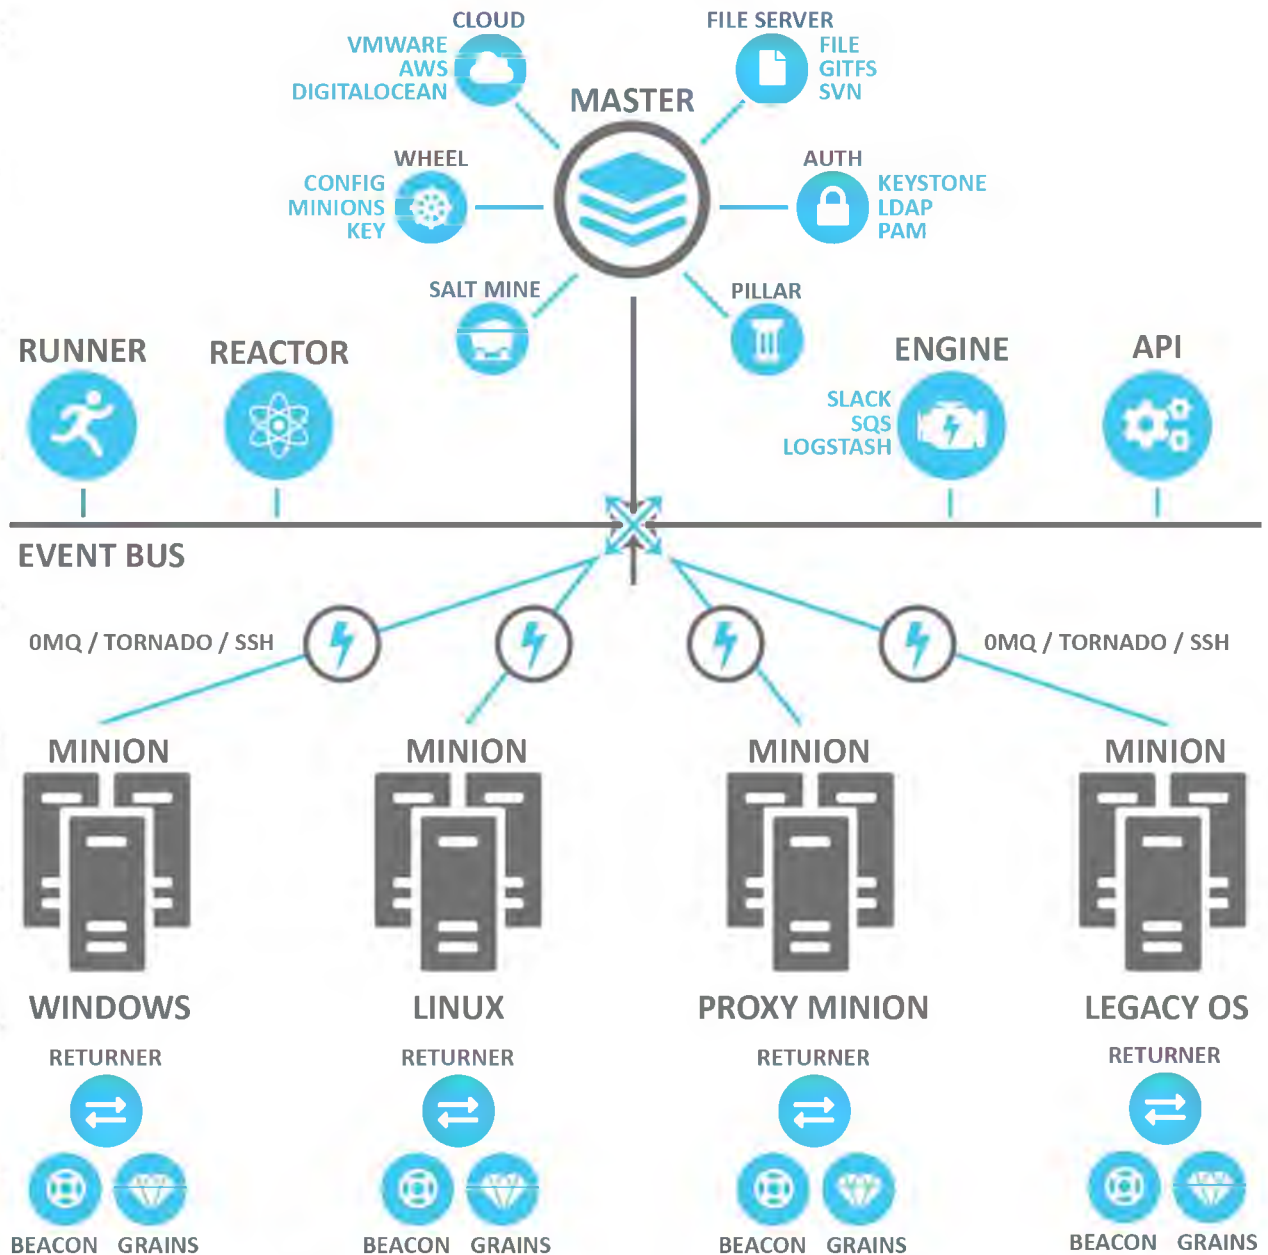 CLOUD
VMWARE
AWS
DIGITALOCEAN
FILE SERVER
FILE
GITFS
SVN
MASTER
WHEEL
CONFIG
MINIONS
KEY
AUTH
KEYSTONE
LDAP
PAM
SALT MINE
PILLAR
RUNNER
REACTOR
ENGINE
SLACK
SQS
LOGSTASH
API
EVENT BUS
0MQ / TORNADO / SSH
0MQ / TORNADO / SSH
MINION
MINION
MINION
MINION
WINDOWS
LINUX
PROXY MINION
LEGACY OS
RETURNER
RETURNER
RETURNER
RETURNER
BEACON GRAINS
BEACON GRAINS
BEACON GRAINS
BEACON GRAINS